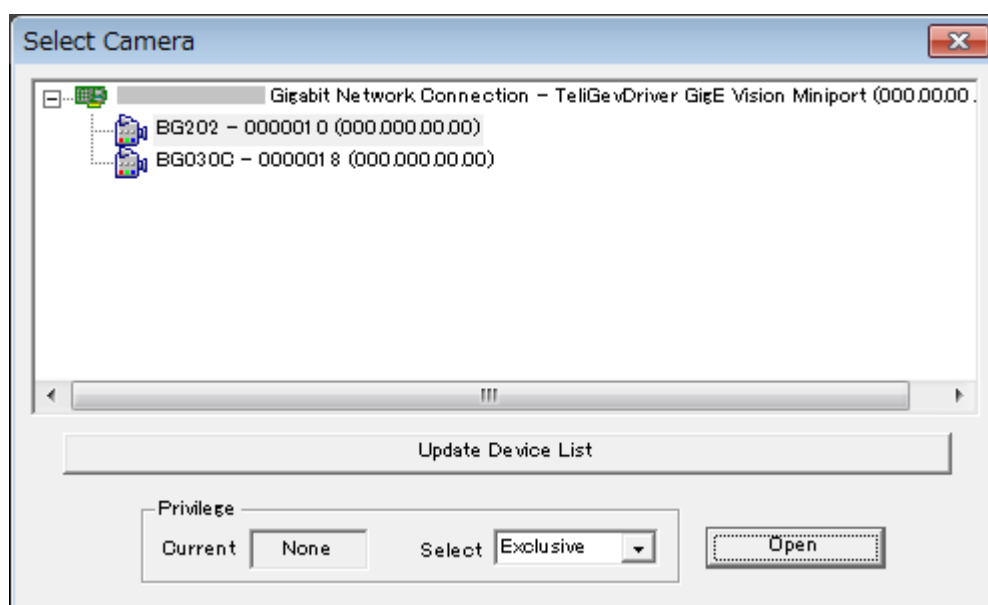 Select Camera
Gigabit Network Connection - TeliGevDriver GigE Vision Miniport (000.00.00.
BG202 - 0000010 (000.000.00.00)
BG030C - 0000018 (000.000.00.00)
Update Device List
Privilege
Current None Select Exclusive Open